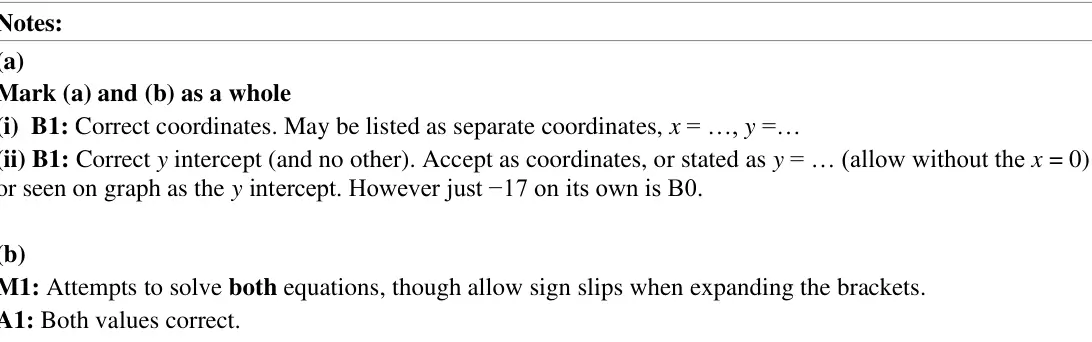 Notes:
(a)
Mark (a) and (b) as a whole
(i) B1: Correct coordinates. May be listed as separate coordinates, x = …, y =…
(ii) B1: Correct y intercept (and no other). Accept as coordinates, or stated as y = … (allow without the x = 0)
or seen on graph as the y intercept. However just −17 on its own is B0.
(b)
M1: Attempts to solve both equations, though allow sign slips when expanding the brackets.
A1: Both values correct.